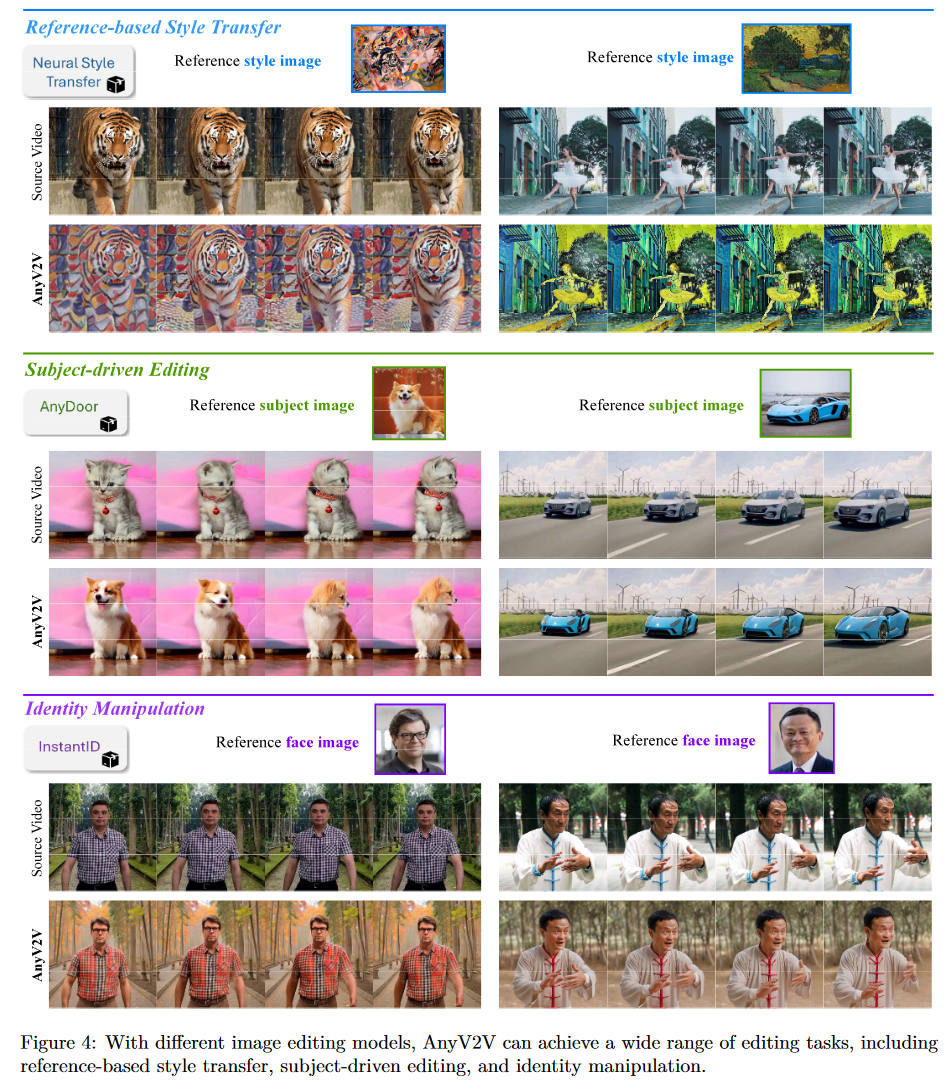 Reference-based Style Transfer
Neural Style
Transfer
Reference style image
Reference style image
Source Video
AnyV2V
Subject-driven Editing
AnyDoor
Reference subject image
Reference subject image
Source Video
AnyV2V
Identity Manipulation
InstantID
Reference face image
Reference face image
Source Video
AnyV2V
Figure 4: With different image editing models, AnyV2V can achieve a wide range of editing tasks, including
reference-based style transfer, subject-driven editing, and identity manipulation.